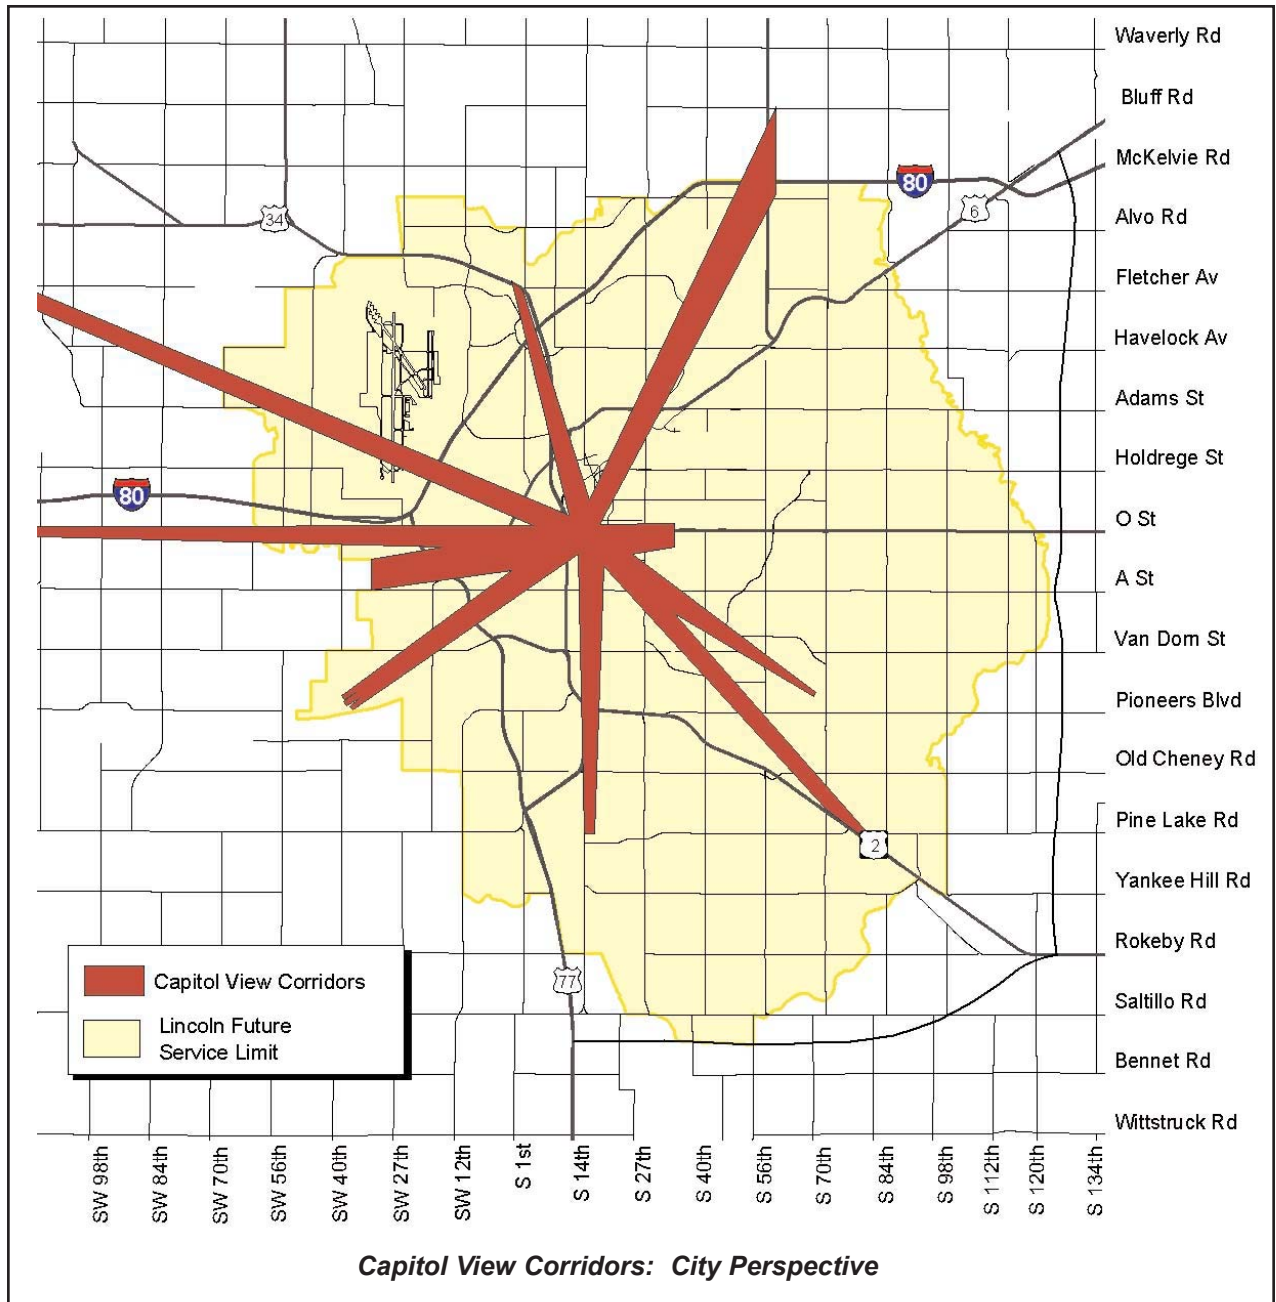 Waverly Rd
Bluff Rd
McKelvie Rd
80
34
6
Alvo Rd
Fletcher Av
Havelock Av
Adams St
Holdrege St
80
O St
A St
Van Dorn St
Pioneers Blvd
Old Cheney Rd
Pine Lake Rd
2
Yankee Hill Rd
Rokeby Rd
Capitol View Corridors
77
Saltillo Rd
Lincoln Future
Service Limit
Bennet Rd
Wittstruck Rd
SW 98th
SW 84th
SW 70th
SW 56th
SW 40th
SW 27th
SW 12th
S 1st
S 14th
S 27th
S 40th
S 56th
S 70th
S 84th
S 98th
S 112th
S 120th
S 134th
Capitol View Corridors: City Perspective